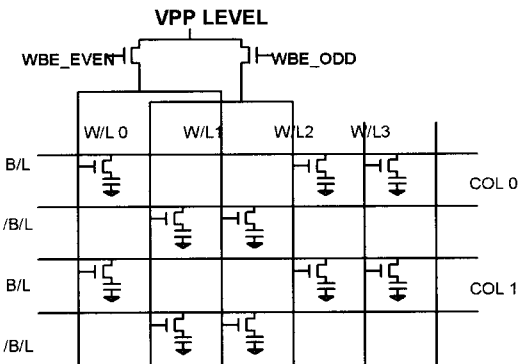 VPP LEVEL
WBE_EVEN
WBE_ODD
W/L 0
W/L1
W/L2
W/L3
B/L
COL 0
/B/L
B/L
COL 1
/B/L